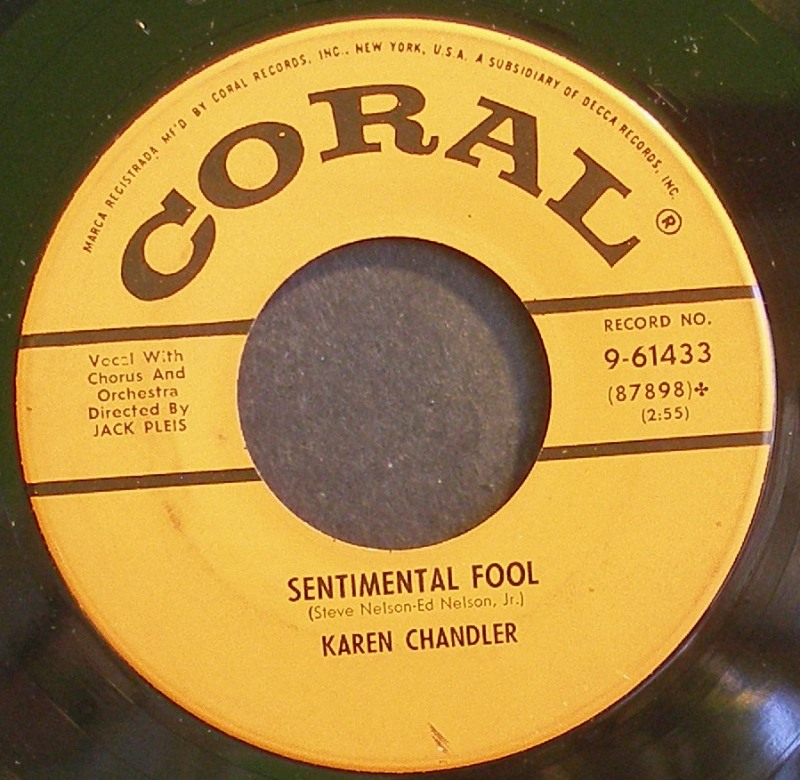 MARCA REGISTRADA MF'D BY CORAL RECORDS, INC., NEW YORK, U.S.A. A SUBSIDIARY OF DECCA RECORDS, INC.
CORAL ®
Vocal With
Chorus And
Orchestra
Directed By
JACK PLEIS
RECORD NO.
9-61433
(87898)✤
(2:55)
SENTIMENTAL FOOL
(Steve Nelson-Ed Nelson, Jr.)
KAREN CHANDLER